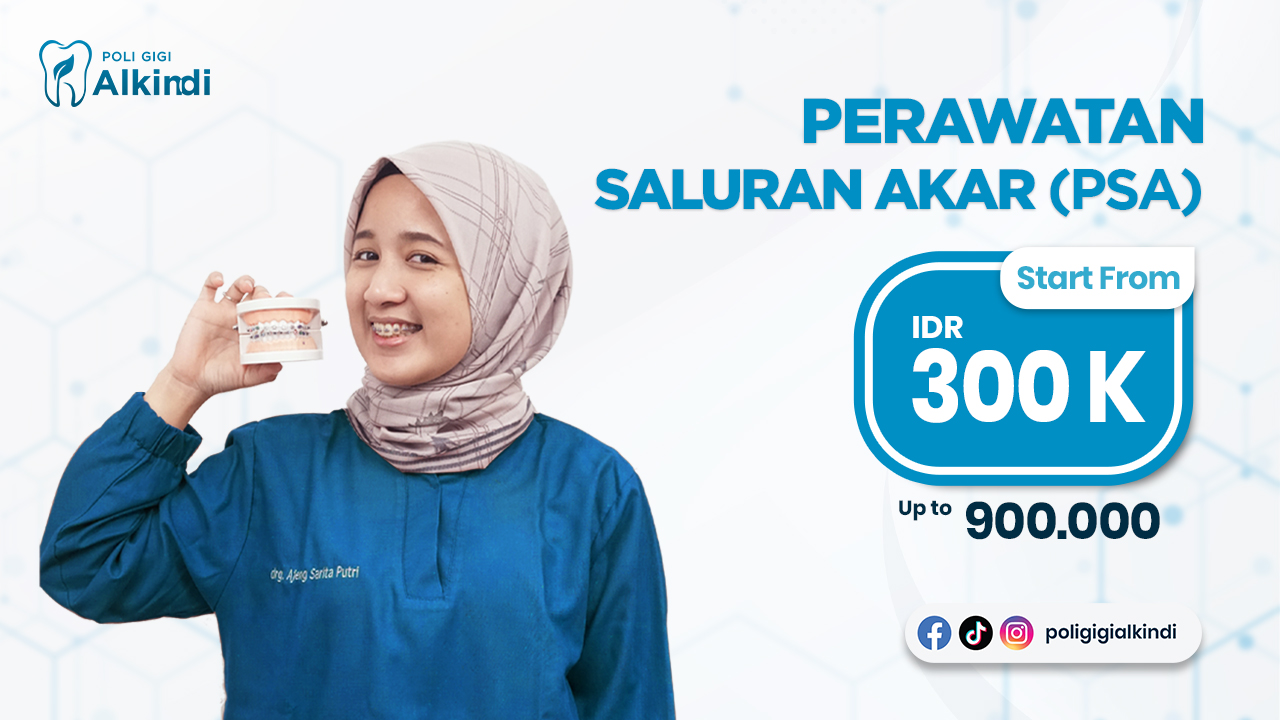 POLI GIGI
Alkindi
PERAWATAN
SALURAN AKAR (PSA)
Start From
IDR
300 K
Up to 900.000
drg. Ajeng Sarita Putri
poligigialkindi